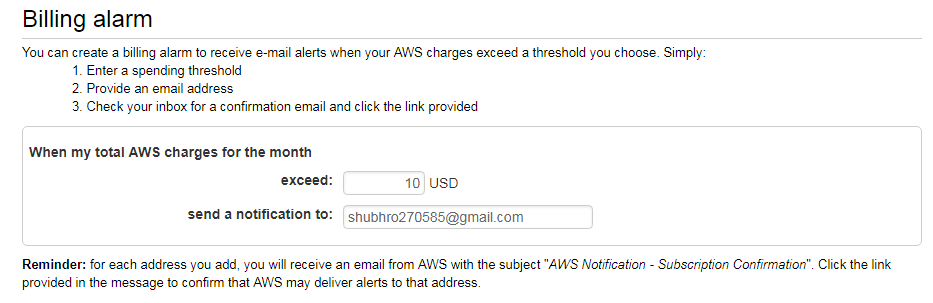 Billing alarm
You can create a billing alarm to receive e-mail alerts when your AWS charges exceed a threshold you choose. Simply:
1. Enter a spending threshold
2. Provide an email address
3. Check your inbox for a confirmation email and click the link provided
When my total AWS charges for the month
exceed: 10 USD
send a notification to: shubhro270585@gmail.com
Reminder: for each address you add, you will receive an email from AWS with the subject "AWS Notification - Subscription Confirmation". Click the link
provided in the message to confirm that AWS may deliver alerts to that address.